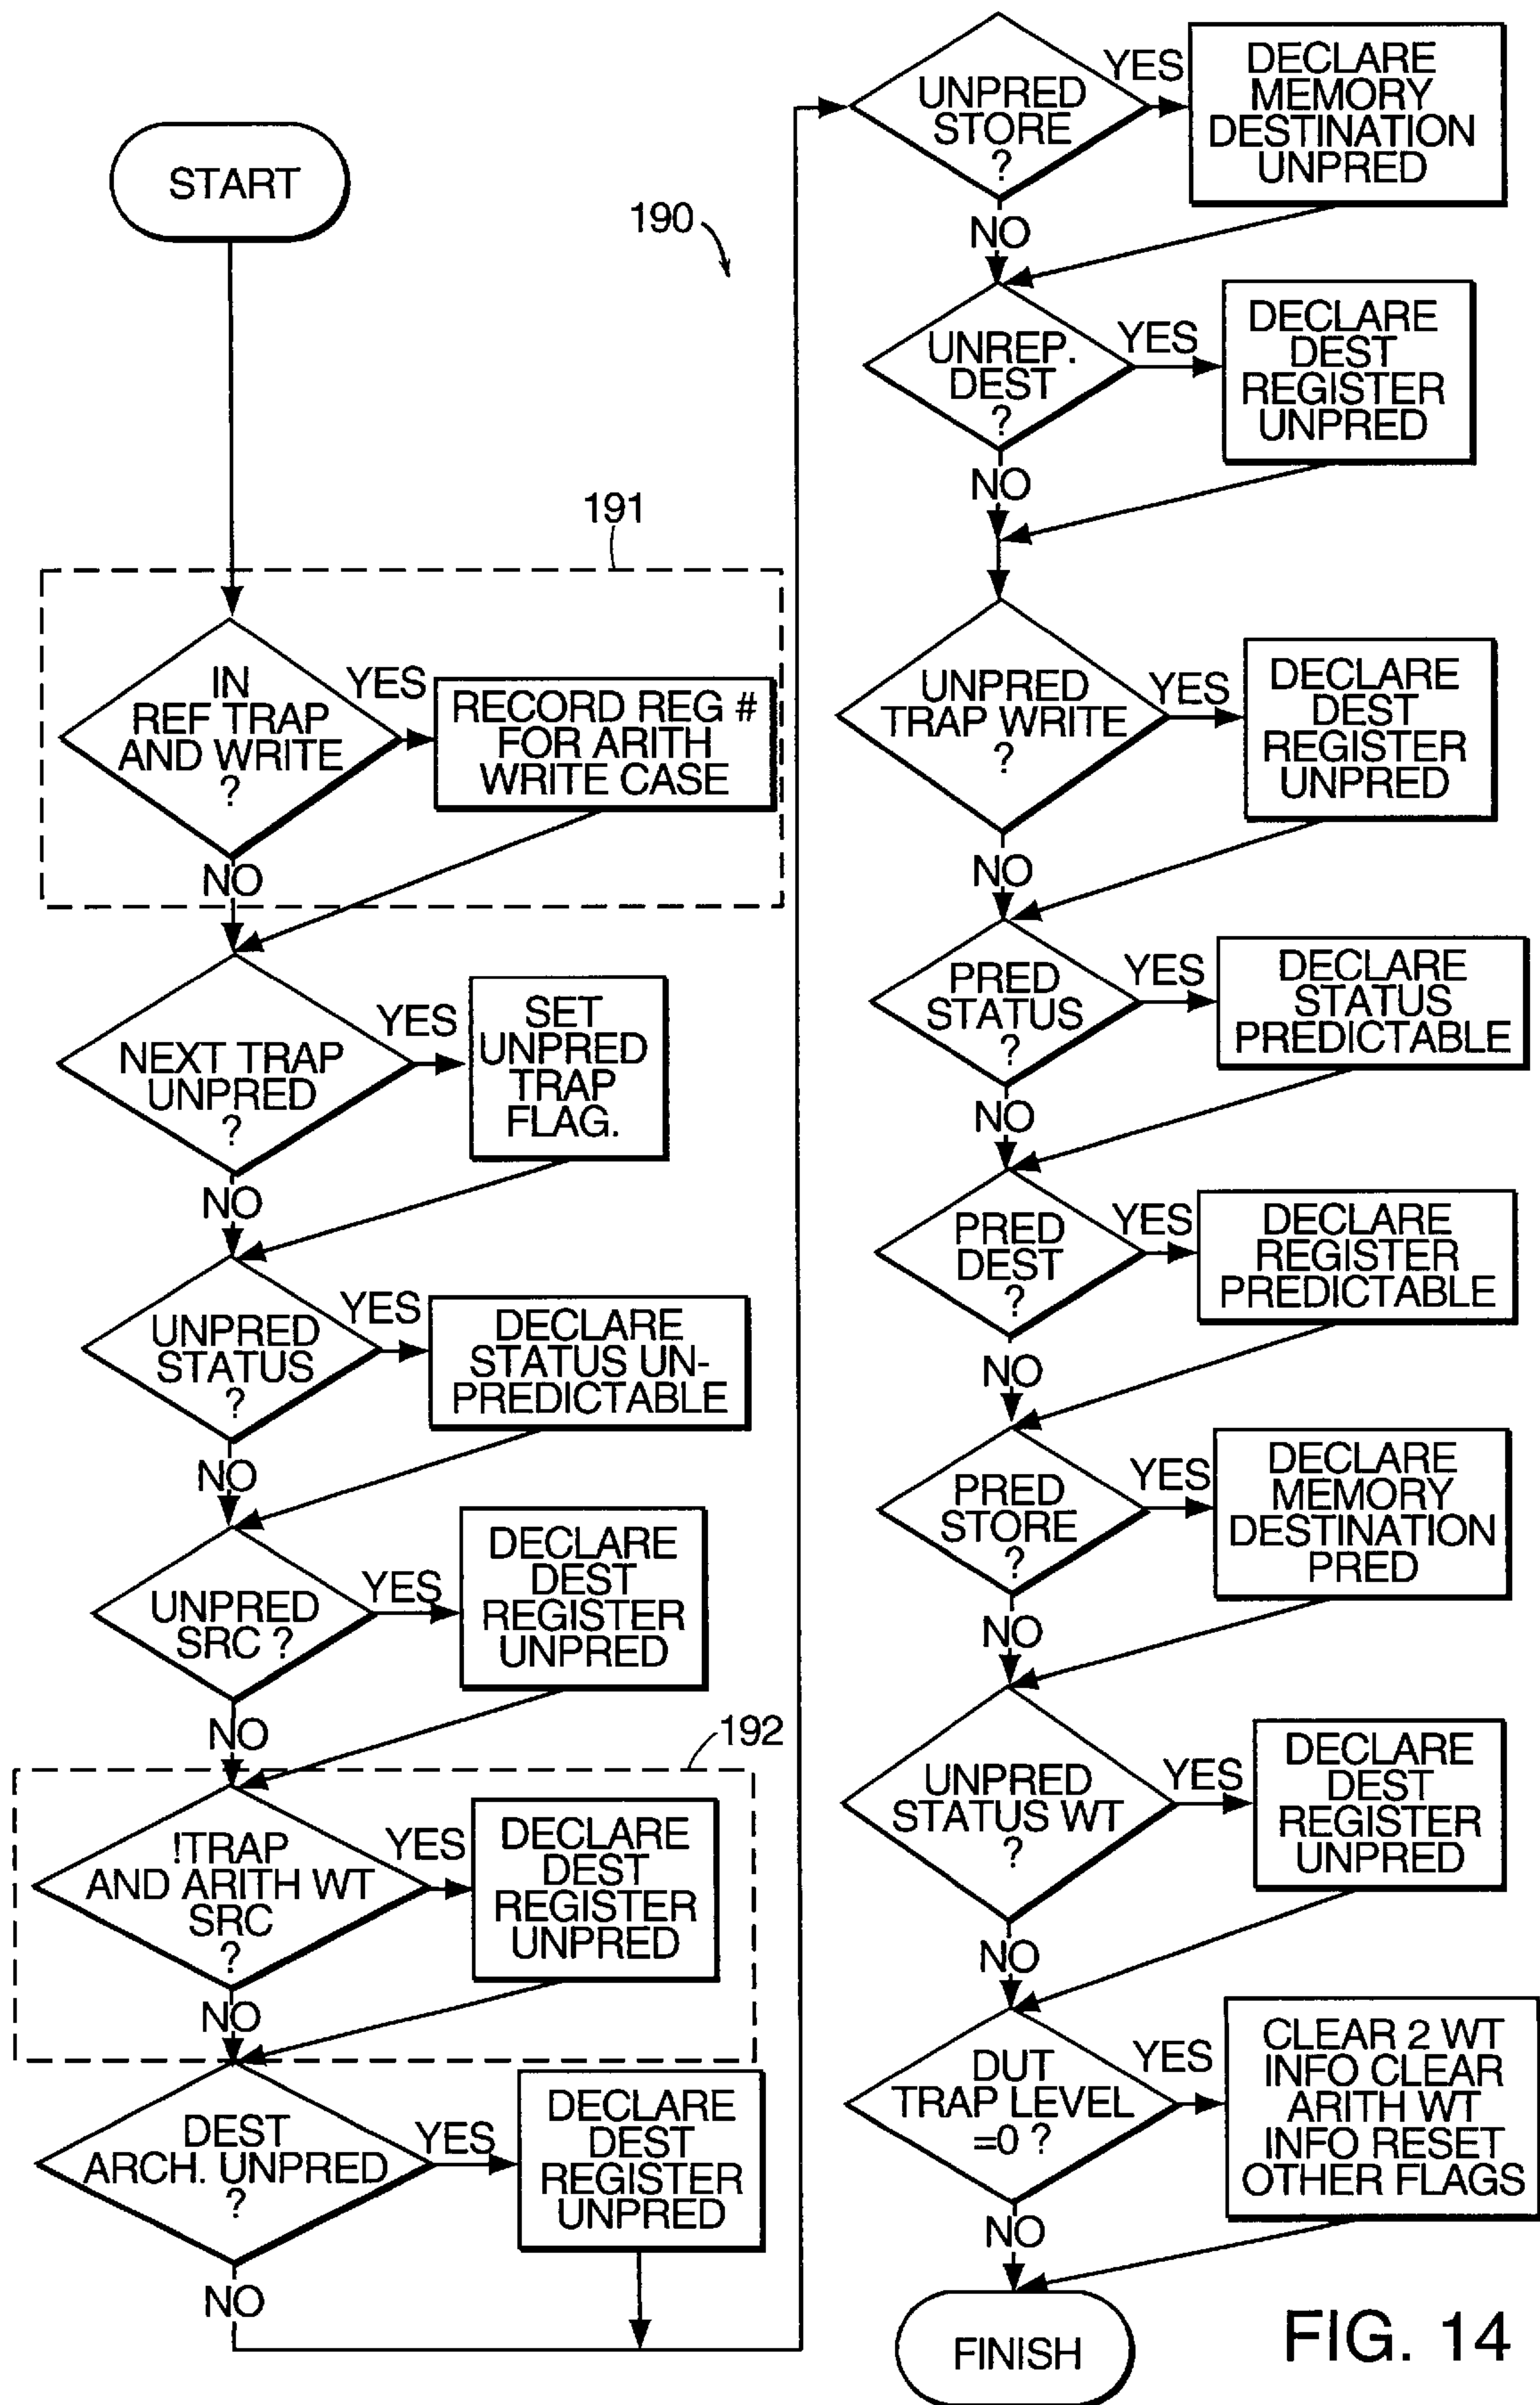 START
190
191
IN
REF TRAP
AND WRITE
?
YES
RECORD REG #
FOR ARITH
WRITE CASE
NO
NEXT TRAP
UNPRED
?
YES
SET
UNPRED
TRAP
FLAG.
NO
UNPRED
STATUS
?
YES
DECLARE
STATUS UN-
PREDICTABLE
NO
UNPRED
SRC ?
YES
DECLARE
DEST
REGISTER
UNPRED
NO
192
!TRAP
AND ARITH WT
SRC
?
YES
DECLARE
DEST
REGISTER
UNPRED
NO
DEST
ARCH. UNPRED
?
YES
DECLARE
DEST
REGISTER
UNPRED
NO
UNPRED
STORE
?
YES
DECLARE
MEMORY
DESTINATION
UNPRED
NO
UNREP.
DEST
?
YES
DECLARE
DEST
REGISTER
UNPRED
NO
UNPRED
TRAP WRITE
?
YES
DECLARE
DEST
REGISTER
UNPRED
NO
PRED
STATUS
?
YES
DECLARE
STATUS
PREDICTABLE
NO
PRED
DEST
?
YES
DECLARE
REGISTER
PREDICTABLE
NO
PRED
STORE
?
YES
DECLARE
MEMORY
DESTINATION
PRED
NO
UNPRED
STATUS WT
?
YES
DECLARE
DEST
REGISTER
UNPRED
NO
DUT
TRAP LEVEL
=0 ?
YES
CLEAR 2 WT
INFO CLEAR
ARITH WT
INFO RESET
OTHER FLAGS
NO
FINISH
FIG. 14